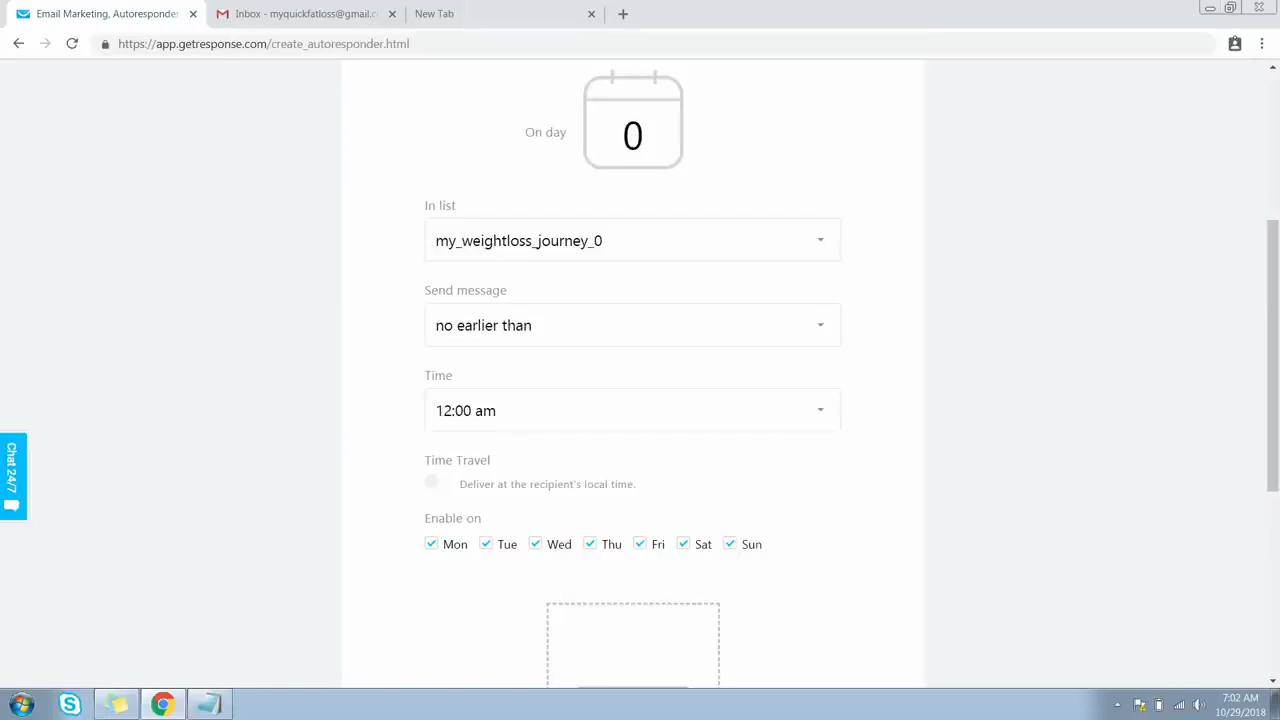 Email Marketing, Autoresponder
Inbox - myquickfatloss@gmail.c
New Tab
https://app.getresponse.com/create_autoresponder.html
On day
0
In list
my_weightloss_journey_0
Send message
no earlier than
Time
12:00 am
Time Travel
Deliver at the recipient's local time.
Enable on
Mon Tue Wed Thu Fri Sat Sun
Chat 24/7
7:02 AM
10/29/2018